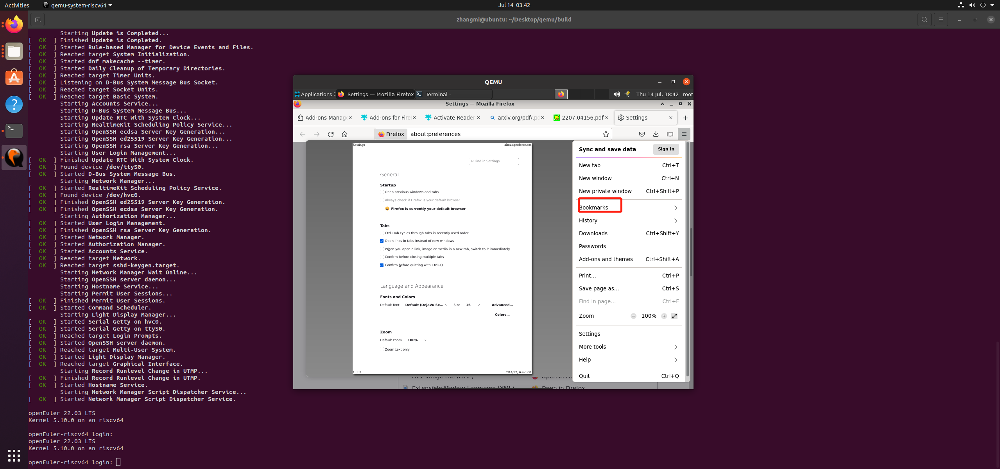 Activities
qemu-system-riscv64
Jul 14 03:42
zhangmi@ubuntu: ~/Desktop/qemu/build
Starting Update is Completed...
[ OK ] Finished Update is Completed.
[ OK ] Started Rule-based Manager for Device Events and Files.
[ OK ] Reached target System Initialization.
[ OK ] Started dnf makecache --timer.
[ OK ] Started Daily Cleanup of Temporary Directories.
[ OK ] Reached target Timer Units.
[ OK ] Listening on D-Bus System Message Bus Socket.
[ OK ] Reached target Socket Units.
[ OK ] Reached target Basic System.
Starting Accounts Service...
Starting D-Bus System Message Bus...
Starting Update RTC With System Clock...
Starting RealtimeKit Scheduling Policy Service...
Starting OpenSSH ecdsa Server Key Generation...
Starting OpenSSH ed25519 Server Key Generation...
Starting OpenSSH rsa Server Key Generation...
Starting User Login Management...
[ OK ] Finished Update RTC With System Clock.
[ OK ] Found device /dev/ttyS0.
[ OK ] Started D-Bus System Message Bus.
Starting Network Manager...
[ OK ] Started RealtimeKit Scheduling Policy Service.
[ OK ] Found device /dev/hvc0.
[ OK ] Finished OpenSSH ed25519 Server Key Generation.
[ OK ] Finished OpenSSH ecdsa Server Key Generation.
Starting Authorization Manager...
[ OK ] Started User Login Management.
[ OK ] Finished OpenSSH rsa Server Key Generation.
[ OK ] Started Network Manager.
[ OK ] Started Authorization Manager.
[ OK ] Started Accounts Service.
[ OK ] Reached target Network.
[ OK ] Reached target sshd-keygen.target.
Starting Network Manager Wait Online...
Starting OpenSSH server daemon...
Starting Hostname Service...
Starting Permit User Sessions...
[ OK ] Finished Permit User Sessions.
[ OK ] Started Command Scheduler.
Starting Light Display Manager...
[ OK ] Started Serial Getty on hvc0.
[ OK ] Started Serial Getty on ttyS0.
[ OK ] Reached target Login Prompts.
[ OK ] Started OpenSSH server daemon.
[ OK ] Reached target Multi-User System.
[ OK ] Started Light Display Manager.
[ OK ] Reached target Graphical Interface.
Starting Record Runlevel Change in UTMP...
[ OK ] Finished Record Runlevel Change in UTMP.
[ OK ] Started Hostname Service.
Starting Network Manager Script Dispatcher Service...
[ OK ] Started Network Manager Script Dispatcher Service.
openEuler 22.03 LTS
Kernel 5.10.0 on an riscv64
openEuler-riscv64 login:
openEuler 22.03 LTS
Kernel 5.10.0 on an riscv64
openEuler-riscv64 login:
QEMU
Applications
Settings — Mozilla Firefox
Terminal -
Thu 14 Jul, 18:42 root
Settings — Mozilla Firefox
Add-ons Manag
Add-ons for Firef
Activate Reader
arxiv.org/pdf/.pd
2207.04156.pdf
Settings
Firefox about:preferences
Settings about:preferences
Find in Settings
General
Startup
Open previous windows and tabs
Always check if Firefox is your default browser
Firefox is currently your default browser
Tabs
Ctrl+Tab cycles through tabs in recently used order
Open links in tabs instead of new windows
When you open a link, image or media in a new tab, switch to it immediately
Confirm before closing multiple tabs
Confirm before quitting with Ctrl+Q
Language and Appearance
Fonts and Colors
Default font Default (DejaVu Se... Size 16 Advanced...
Colors...
Zoom
Default zoom 100%
Zoom text only
1 of 3 7/14/22, 6:42 PM
AV1 Image File (AVIF) Open in Fi
Extensible Markup Language (XML) Open in Firefox
Sync and save data Sign In
New tab Ctrl+T
New window Ctrl+N
New private window Ctrl+Shift+P
Bookmarks
History
Downloads Ctrl+Shift+Y
Passwords
Add-ons and themes Ctrl+Shift+A
Print... Ctrl+P
Save page as... Ctrl+S
Find in page... Ctrl+F
Zoom 100%
Settings
More tools
Help
Quit Ctrl+Q